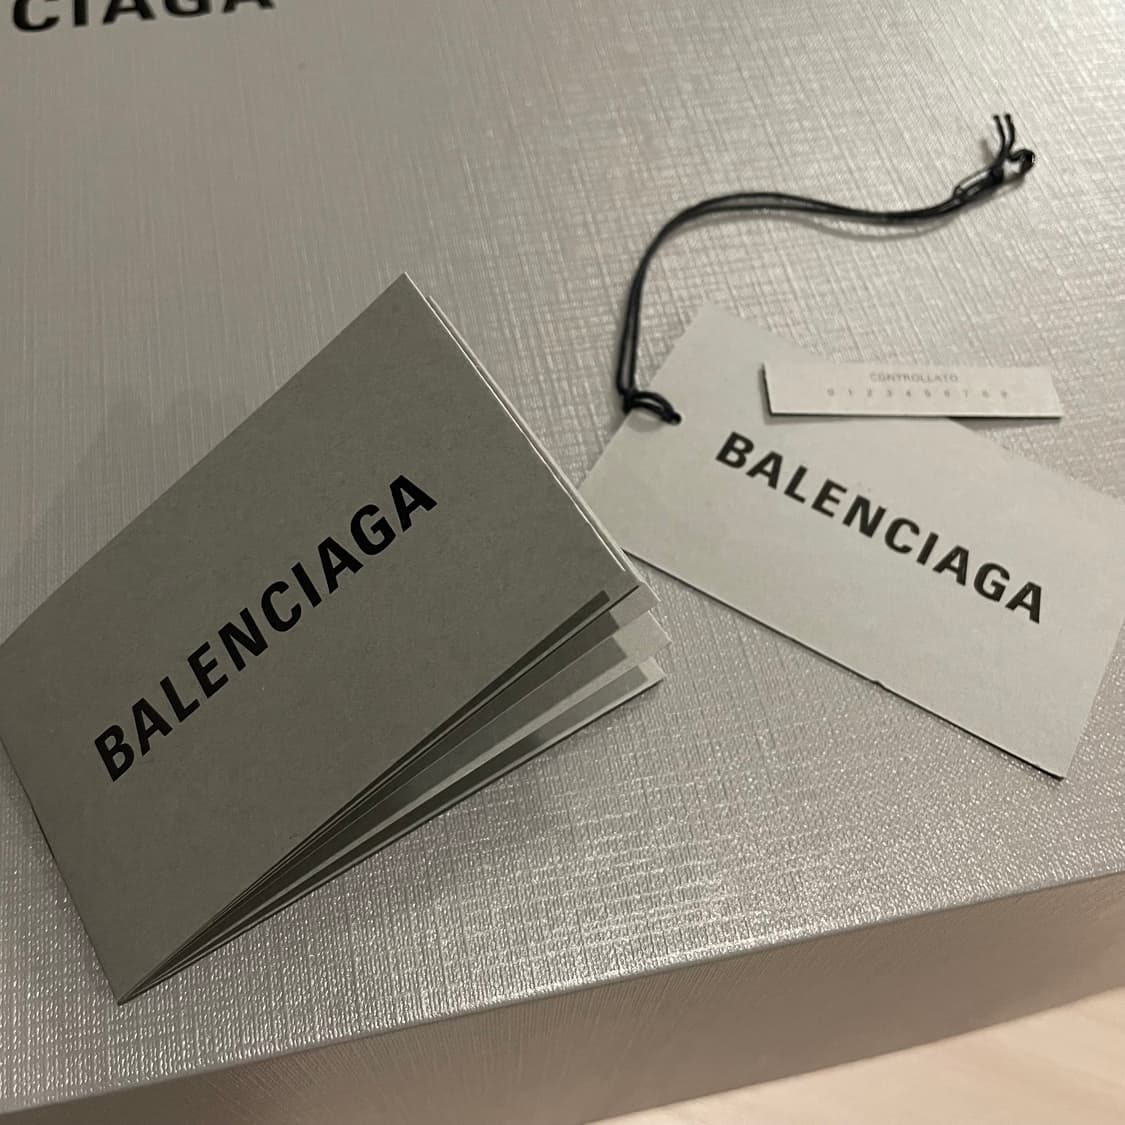 CIAGA
CONTROLLATO
0 1 2 3 4 5 6 7 8 9
BALENCIAGA
BALENCIAGA